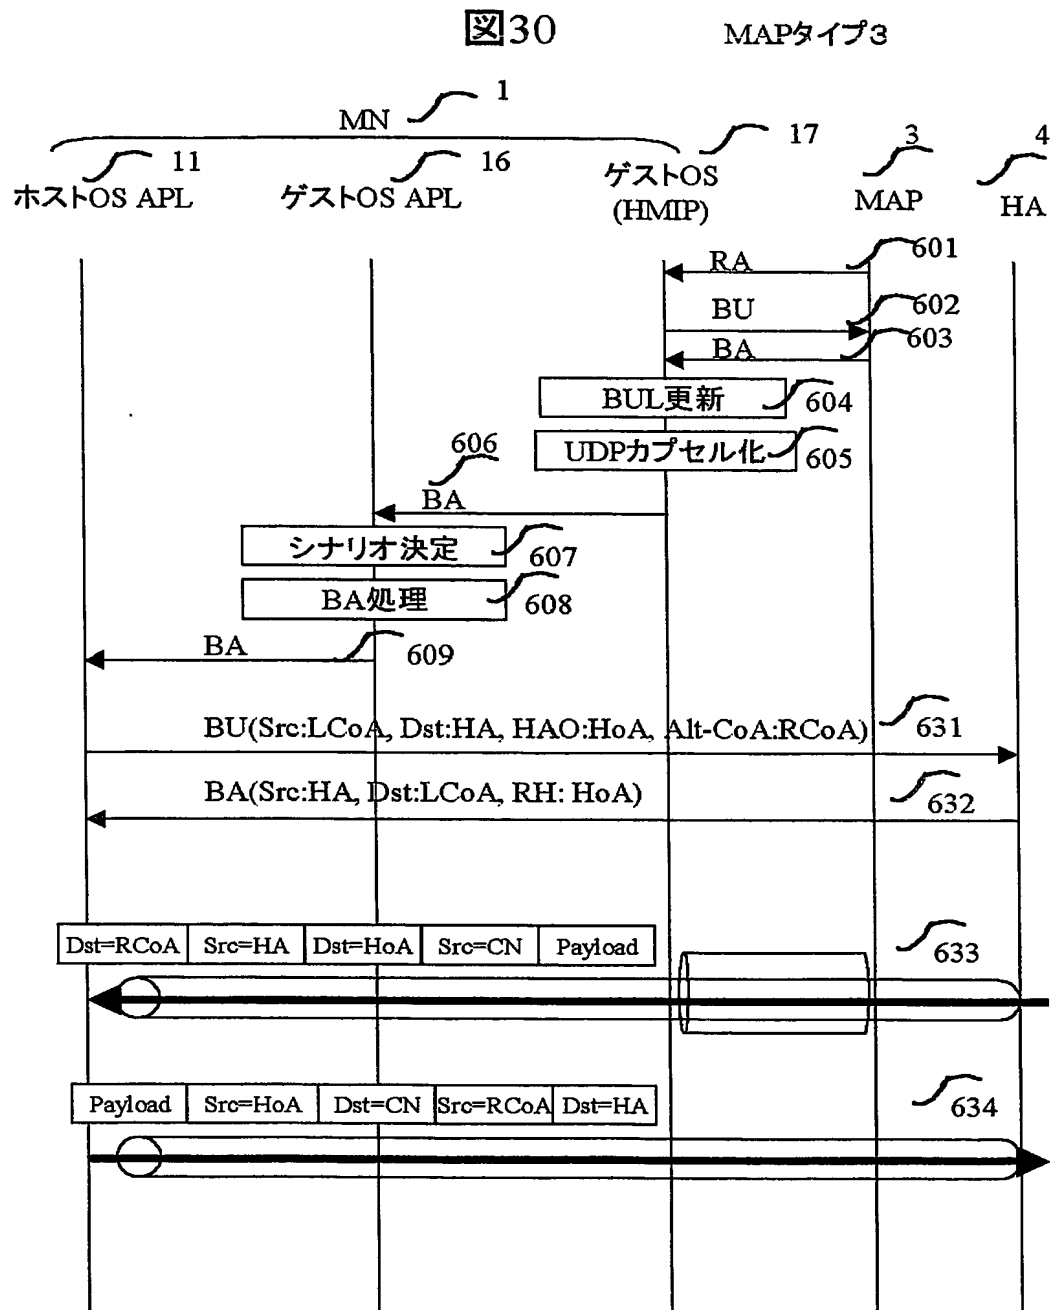 図30
MAPタイプ3
MN
1
11
16
17
3
4
ホストOS APL
ゲストOS APL
ゲストOS
(HMIP)
MAP
HA
RA
601
BU
602
BA
603
BUL更新
604
UDPカプセル化
605
606
BA
シナリオ決定
607
BA処理
608
BA
609
BU(Src:LCoA, Dst:HA, HAO:HoA, Alt-CoA:RCoA)
631
BA(Src:HA, Dst:LCoA, RH: HoA)
632
Dst=RCoA Src=HA Dst=HoA Src=CN Payload
633
Payload Src=HoA Dst=CN Src=RCoA Dst=HA
634